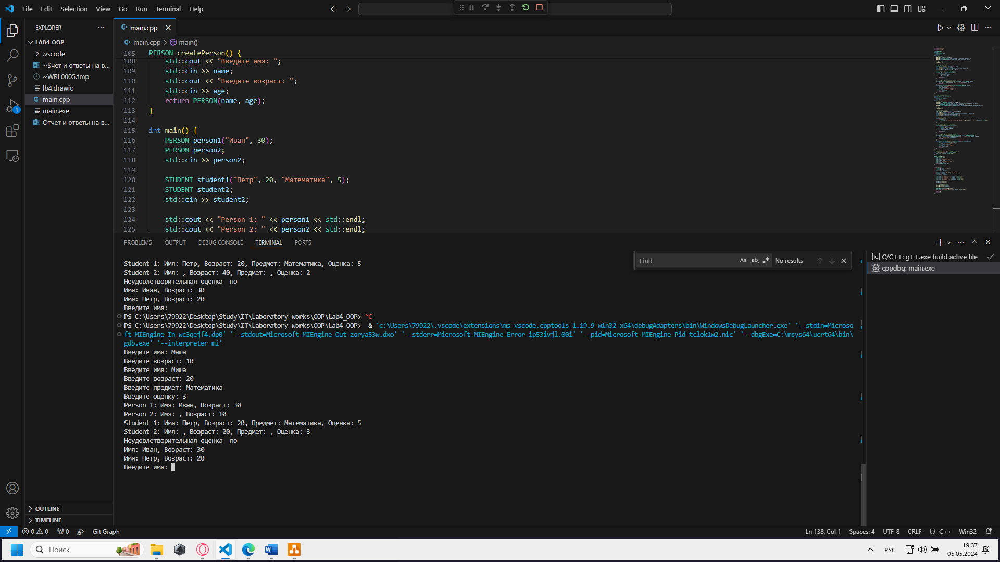 File Edit Selection View Go Run Terminal Help
EXPLORER
LAB4_OOP
.vscode
~$чет и ответы на в...
~WRL0005.tmp
lb4.drawio
main.cpp
main.exe
Отчет и ответы на в...
OUTLINE
TIMELINE
1
main.cpp
main.cpp > main()
105 PERSON createPerson() {
108 std::cout << "Введите имя: ";
109 std::cin >> name;
110 std::cout << "Введите возраст: ";
111 std::cin >> age;
112 return PERSON(name, age);
113 }
114
115 int main() {
116 PERSON person1("Иван", 30);
117 PERSON person2;
118 std::cin >> person2;
119
120 STUDENT student1("Петр", 20, "Математика", 5);
121 STUDENT student2;
122 std::cin >> student2;
123
124 std::cout << "Person 1: " << person1 << std::endl;
125 std::cout << "Person 2: " << person2 << std::endl;
PROBLEMS OUTPUT DEBUG CONSOLE TERMINAL PORTS
Find Aa ab No results
C/C++: g++.exe build active file
cppdbg: main.exe
Student 1: Имя: Петр, Возраст: 20, Предмет: Математика, Оценка: 5
Student 2: Имя: , Возраст: 40, Предмет: , Оценка: 2
Неудовлетворительная оценка  по
Имя: Иван, Возраст: 30
Имя: Петр, Возраст: 20
Введите имя:
PS C:\Users\79922\Desktop\Study\IT\Laboratory-works\OOP\Lab4_OOP> ^C
PS C:\Users\79922\Desktop\Study\IT\Laboratory-works\OOP\Lab4_OOP>  & 'c:\Users\79922\.vscode\extensions\ms-vscode.cpptools-1.19.9-win32-x64\debugAdapters\bin\WindowsDebugLauncher.exe' '--stdin=Microso
ft-MIEngine-In-wc3qejf4.dp0' '--stdout=Microsoft-MIEngine-Out-zorya53w.dxo' '--stderr=Microsoft-MIEngine-Error-ip53ivjl.00i' '--pid=Microsoft-MIEngine-Pid-tclok1w2.nic' '--dbgExe=C:\msys64\ucrt64\bin\
gdb.exe' '--interpreter=mi'
Введите имя: Маша
Введите возраст: 10
Введите имя: Миша
Введите возраст: 20
Введите предмет: Математика
Введите оценку: 3
Person 1: Имя: Иван, Возраст: 30
Person 2: Имя: , Возраст: 10
Student 1: Имя: Петр, Возраст: 20, Предмет: Математика, Оценка: 5
Student 2: Имя: , Возраст: 20, Предмет: , Оценка: 3
Неудовлетворительная оценка  по
Имя: Иван, Возраст: 30
Имя: Петр, Возраст: 20
Введите имя:
0 0 0 Git Graph Ln 138, Col 1 Spaces: 4 UTF-8 CRLF {} C++ Win32
Поиск РУС 19:37
05.05.2024